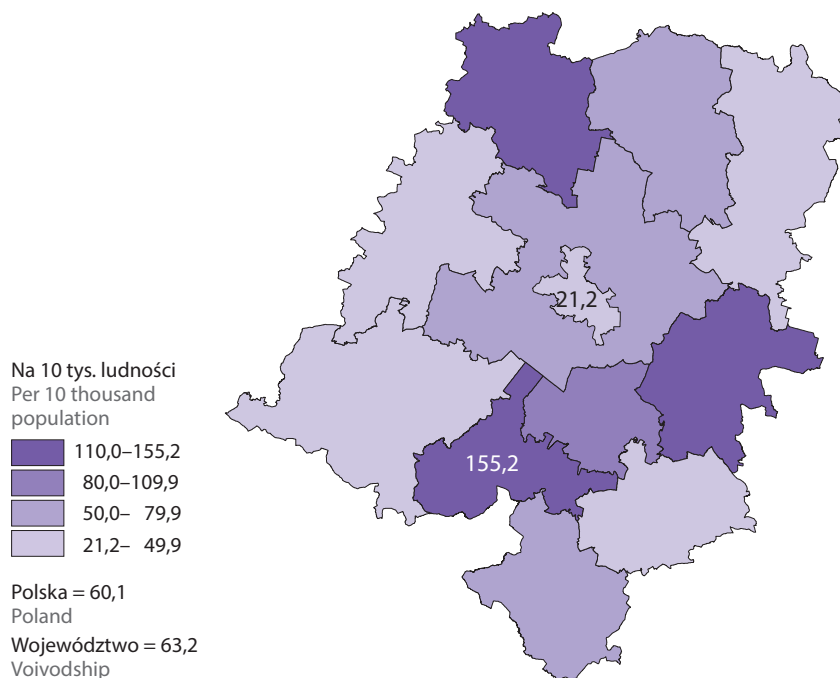 21,2
155,2
Na 10 tys. ludności
Per 10 thousand
population
110,0–155,2
80,0–109,9
50,0– 79,9
21,2– 49,9
Polska = 60,1
Poland
Województwo = 63,2
Voivodship